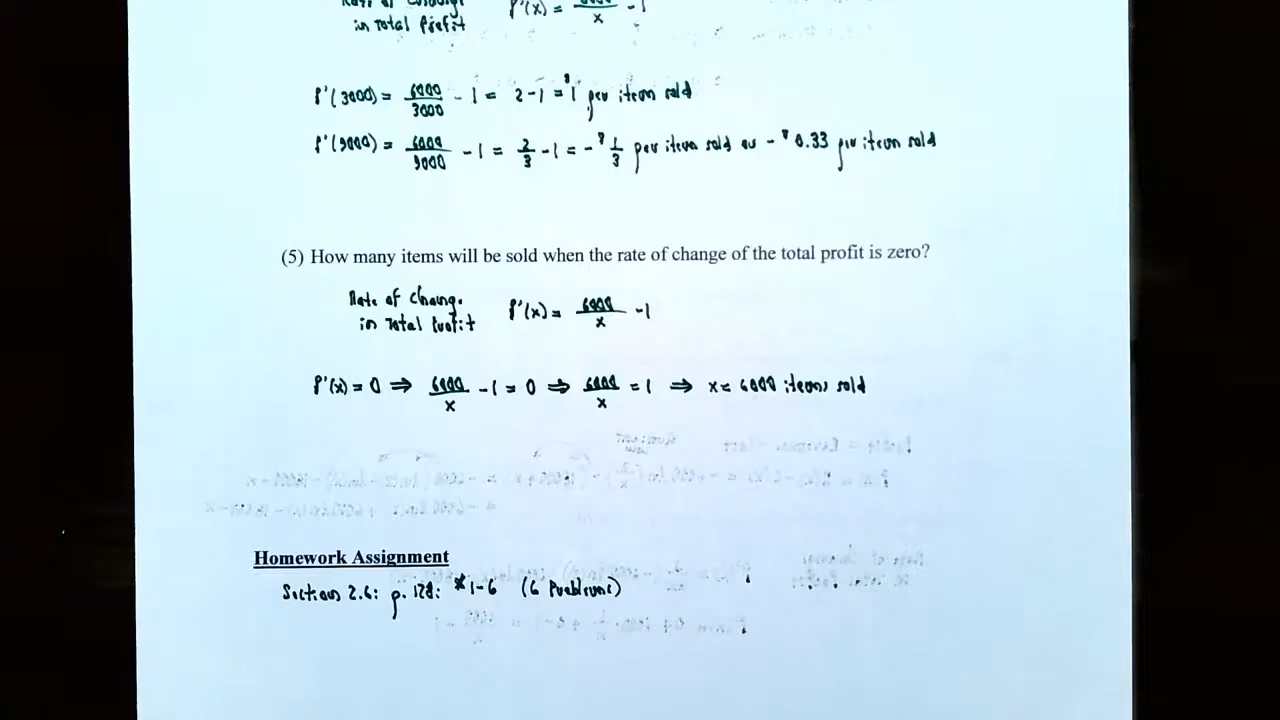 in Total Profit P'(x) = 6000/x - 1
P'(3000) = 6000/3000 - 1 = 2 - 1 = $1 per item sold
P'(9000) = 6000/9000 - 1 = 2/3 - 1 = -$1/3 per item sold or -$0.33 per item sold
(5) How many items will be sold when the rate of change of the total profit is zero?
Rate of Change
in Total Profit P'(x) = 6000/x - 1
P'(x) = 0 ⇒ 6000/x - 1 = 0 ⇒ 6000/x = 1 ⇒ x = 6000 items sold
Homework Assignment
Section 2.6: p. 128: #1-6 (6 Problems)